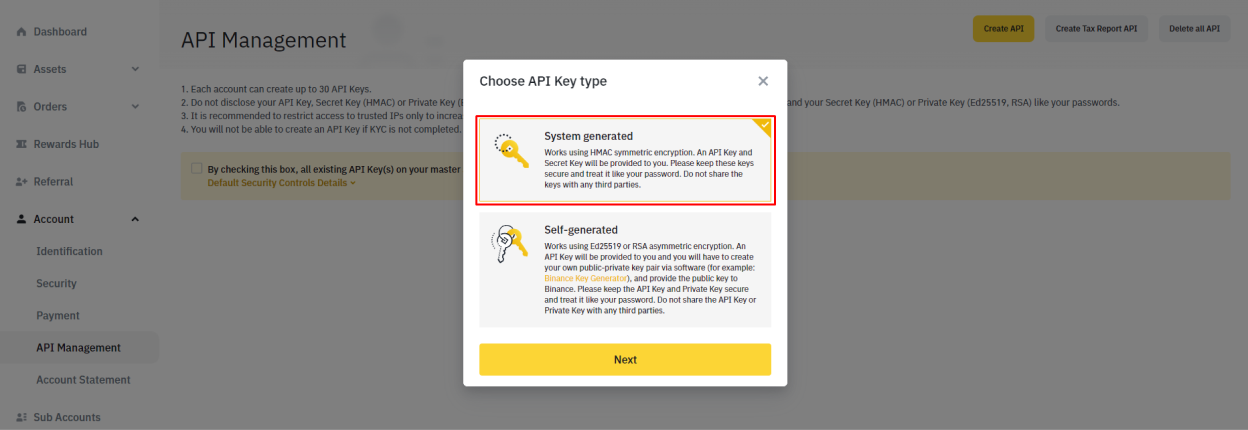 Dashboard
Assets
Orders
Rewards Hub
Referral
Account
Identification
Security
Payment
API Management
Account Statement
Sub Accounts
API Management
Create API
Create Tax Report API
Delete all API
1. Each account can create up to 30 API Keys.
2. Do not disclose your API Key, Secret Key (HMAC) or Private Key (
and your Secret Key (HMAC) or Private Key (Ed25519, RSA) like your passwords.
3. It is recommended to restrict access to trusted IPs only to increa
4. You will not be able to create an API Key if KYC is not completed.
By checking this box, all existing API Key(s) on your master
Default Security Controls Details
Choose API Key type
System generated
Works using HMAC symmetric encryption. An API Key and
Secret Key will be provided to you. Please keep these keys
secure and treat it like your password. Do not share the
keys with any third parties.
Self-generated
Works using Ed25519 or RSA asymmetric encryption. An
API Key will be provided to you and you will have to create
your own public-private key pair via software (for example:
Binance Key Generator), and provide the public key to
Binance. Please keep the API Key and Private Key secure
and treat it like your password. Do not share the API Key or
Private Key with any third parties.
Next